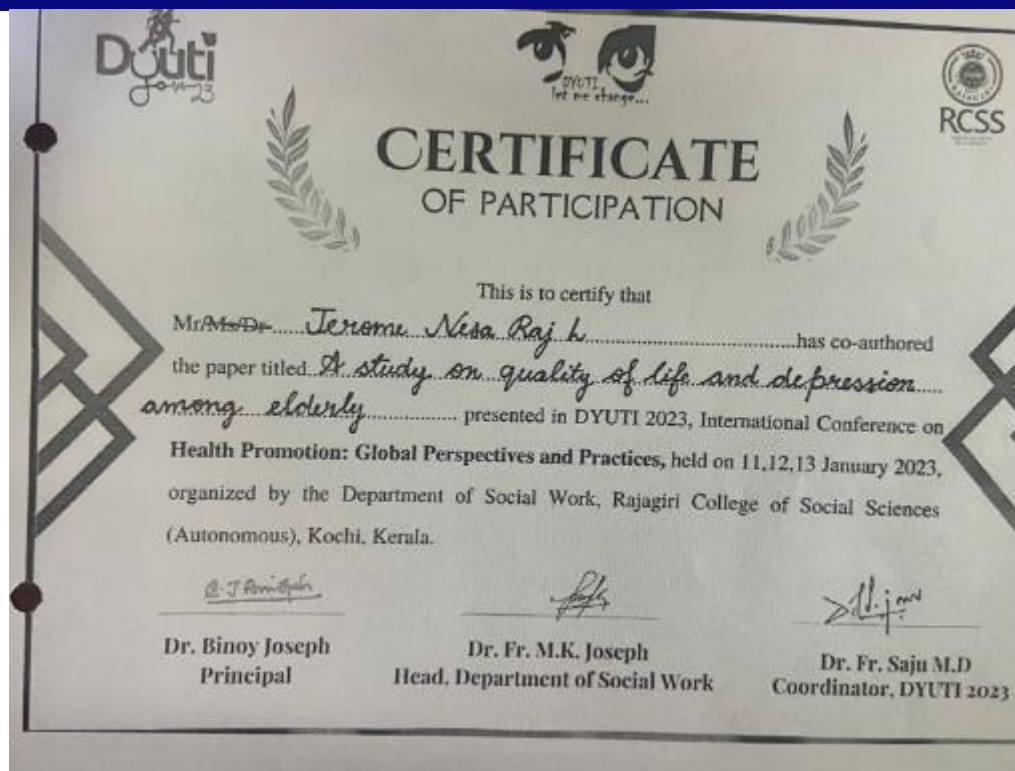 Dyuti
23
DYUTI
let me change...
RCSS
CERTIFICATE
OF PARTICIPATION
This is to certify that
Mr/Ms/Dr.....Jerome Nesa Raj L..........has co-authored
the paper titled A study on quality of life and depression.....
among elderly.................. presented in DYUTI 2023, International Conference on
Health Promotion: Global Perspectives and Practices, held on 11,12,13 January 2023,
organized by the Department of Social Work, Rajagiri College of Social Sciences
(Autonomous), Kochi, Kerala.
Dr. Binoy Joseph
Principal
Dr. Fr. M.K. Joseph
Head, Department of Social Work
Dr. Fr. Saju M.D
Coordinator, DYUTI 2023